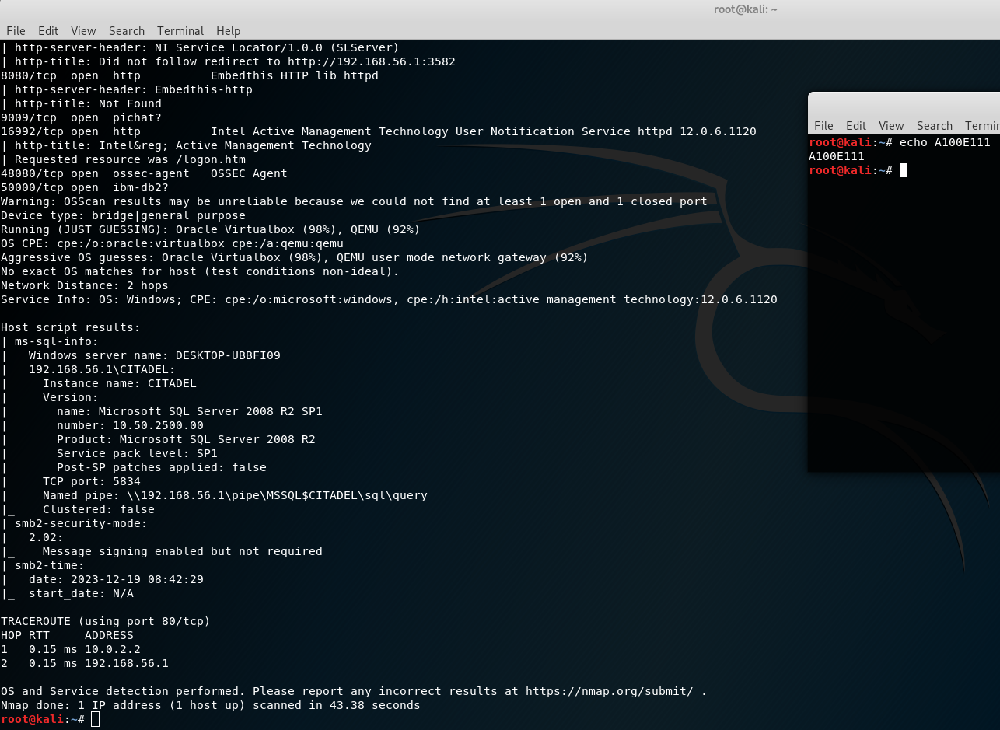 root@kali: ~
File Edit View Search Terminal Help
|_http-server-header: NI Service Locator/1.0.0 (SLServer)
|_http-title: Did not follow redirect to http://192.168.56.1:3582
8080/tcp  open  http          Embedthis HTTP lib httpd
|_http-server-header: Embedthis-http
|_http-title: Not Found
9009/tcp  open  pichat?
16992/tcp open  http          Intel Active Management Technology User Notification Service httpd 12.0.6.1120
| http-title: Intel&reg; Active Management Technology
|_Requested resource was /logon.htm
48080/tcp open  ossec-agent   OSSEC Agent
50000/tcp open  ibm-db2?
Warning: OSScan results may be unreliable because we could not find at least 1 open and 1 closed port
Device type: bridge|general purpose
Running (JUST GUESSING): Oracle Virtualbox (98%), QEMU (92%)
OS CPE: cpe:/o:oracle:virtualbox cpe:/a:qemu:qemu
Aggressive OS guesses: Oracle Virtualbox (98%), QEMU user mode network gateway (92%)
No exact OS matches for host (test conditions non-ideal).
Network Distance: 2 hops
Service Info: OS: Windows; CPE: cpe:/o:microsoft:windows, cpe:/h:intel:active_management_technology:12.0.6.1120
Host script results:
| ms-sql-info:
|   Windows server name: DESKTOP-UBBFI09
|   192.168.56.1\CITADEL:
|     Instance name: CITADEL
|     Version:
|       name: Microsoft SQL Server 2008 R2 SP1
|       number: 10.50.2500.00
|       Product: Microsoft SQL Server 2008 R2
|       Service pack level: SP1
|       Post-SP patches applied: false
|     TCP port: 5834
|     Named pipe: \\192.168.56.1\pipe\MSSQL$CITADEL\sql\query
|_    Clustered: false
| smb2-security-mode:
|   2.02:
|_    Message signing enabled but not required
| smb2-time:
|   date: 2023-12-19 08:42:29
|_  start_date: N/A
TRACEROUTE (using port 80/tcp)
HOP RTT     ADDRESS
1   0.15 ms 10.0.2.2
2   0.15 ms 192.168.56.1
OS and Service detection performed. Please report any incorrect results at https://nmap.org/submit/ .
Nmap done: 1 IP address (1 host up) scanned in 43.38 seconds
root@kali:~#
File Edit View Search Termin
root@kali:~# echo A100E111
A100E111
root@kali:~#